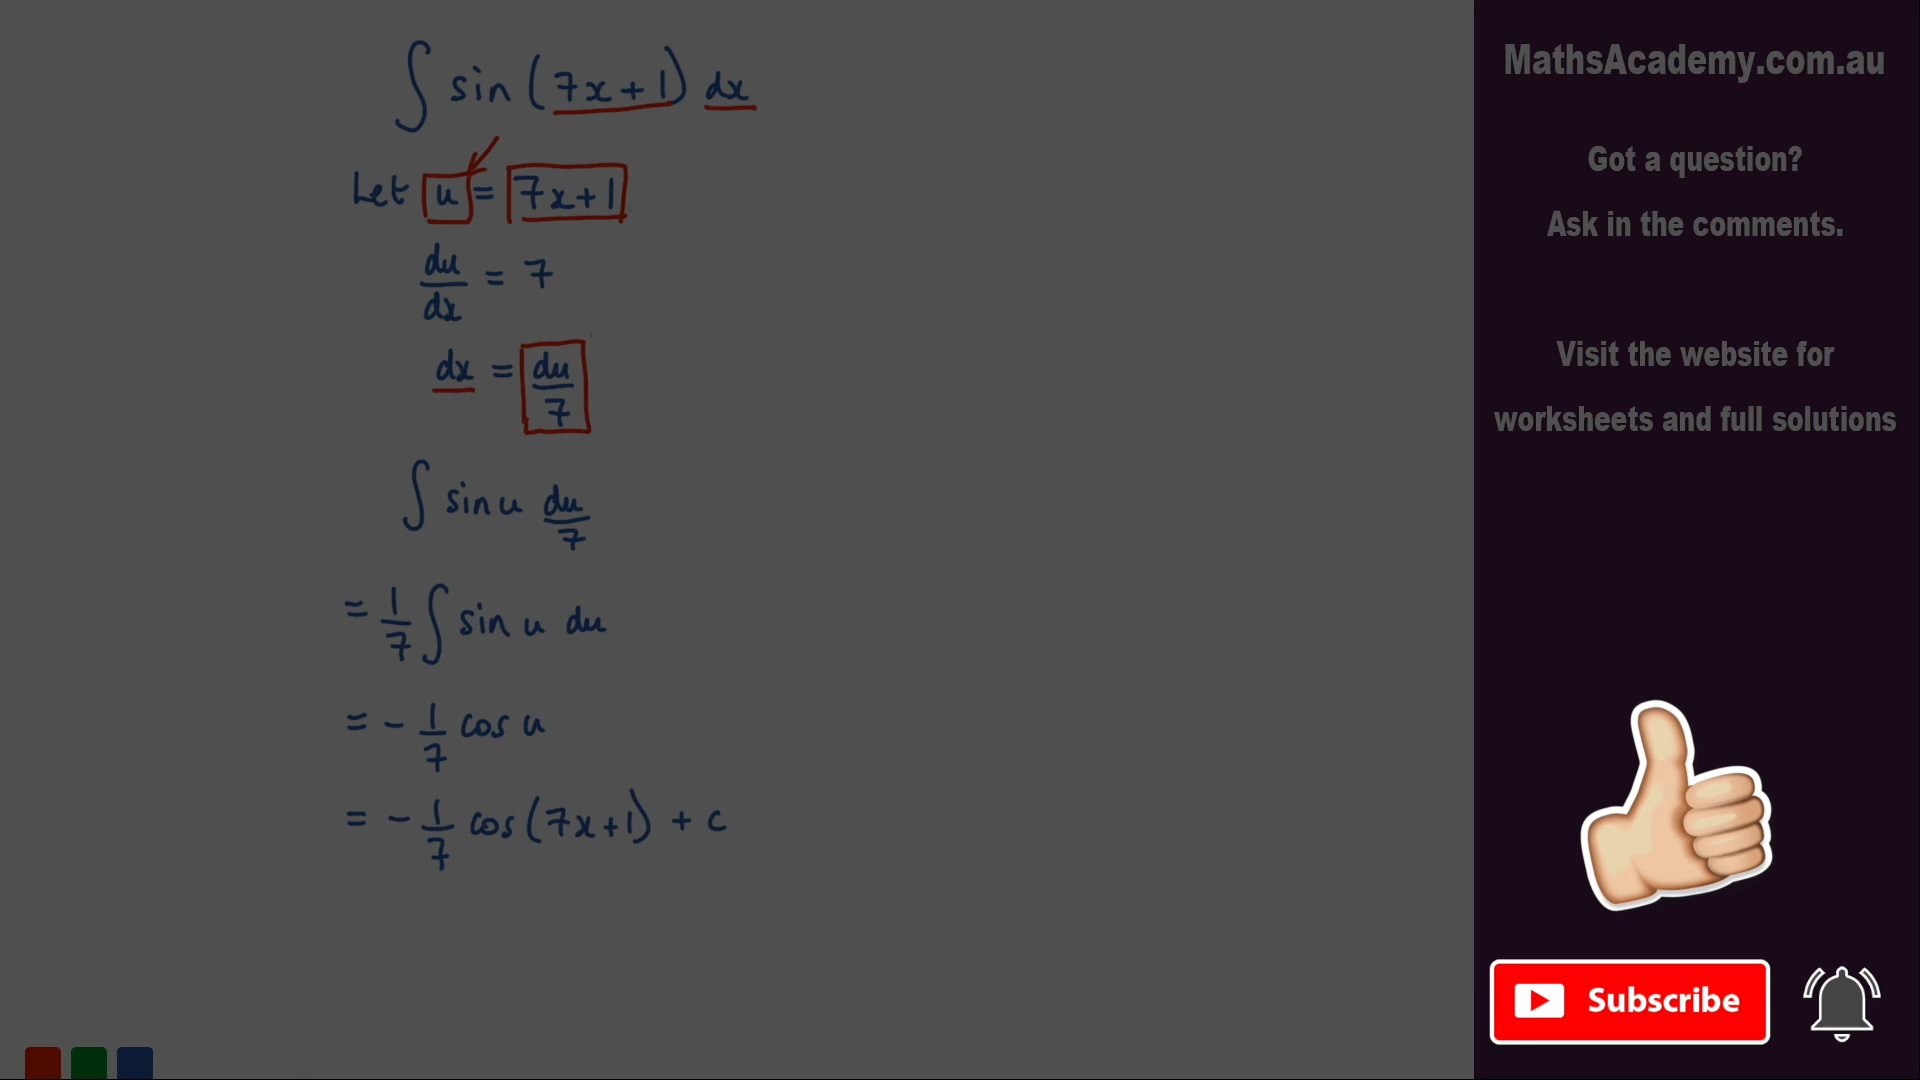 ∫ sin (7x+1) dx
Let u = 7x+1
du/dx = 7
dx = du/7
∫ sin u du/7
= 1/7 ∫ sin u du
= - 1/7 cos u
= - 1/7 cos (7x+1) + c
MathsAcademy.com.au
Got a question?
Ask in the comments.
Visit the website for
worksheets and full solutions
Subscribe